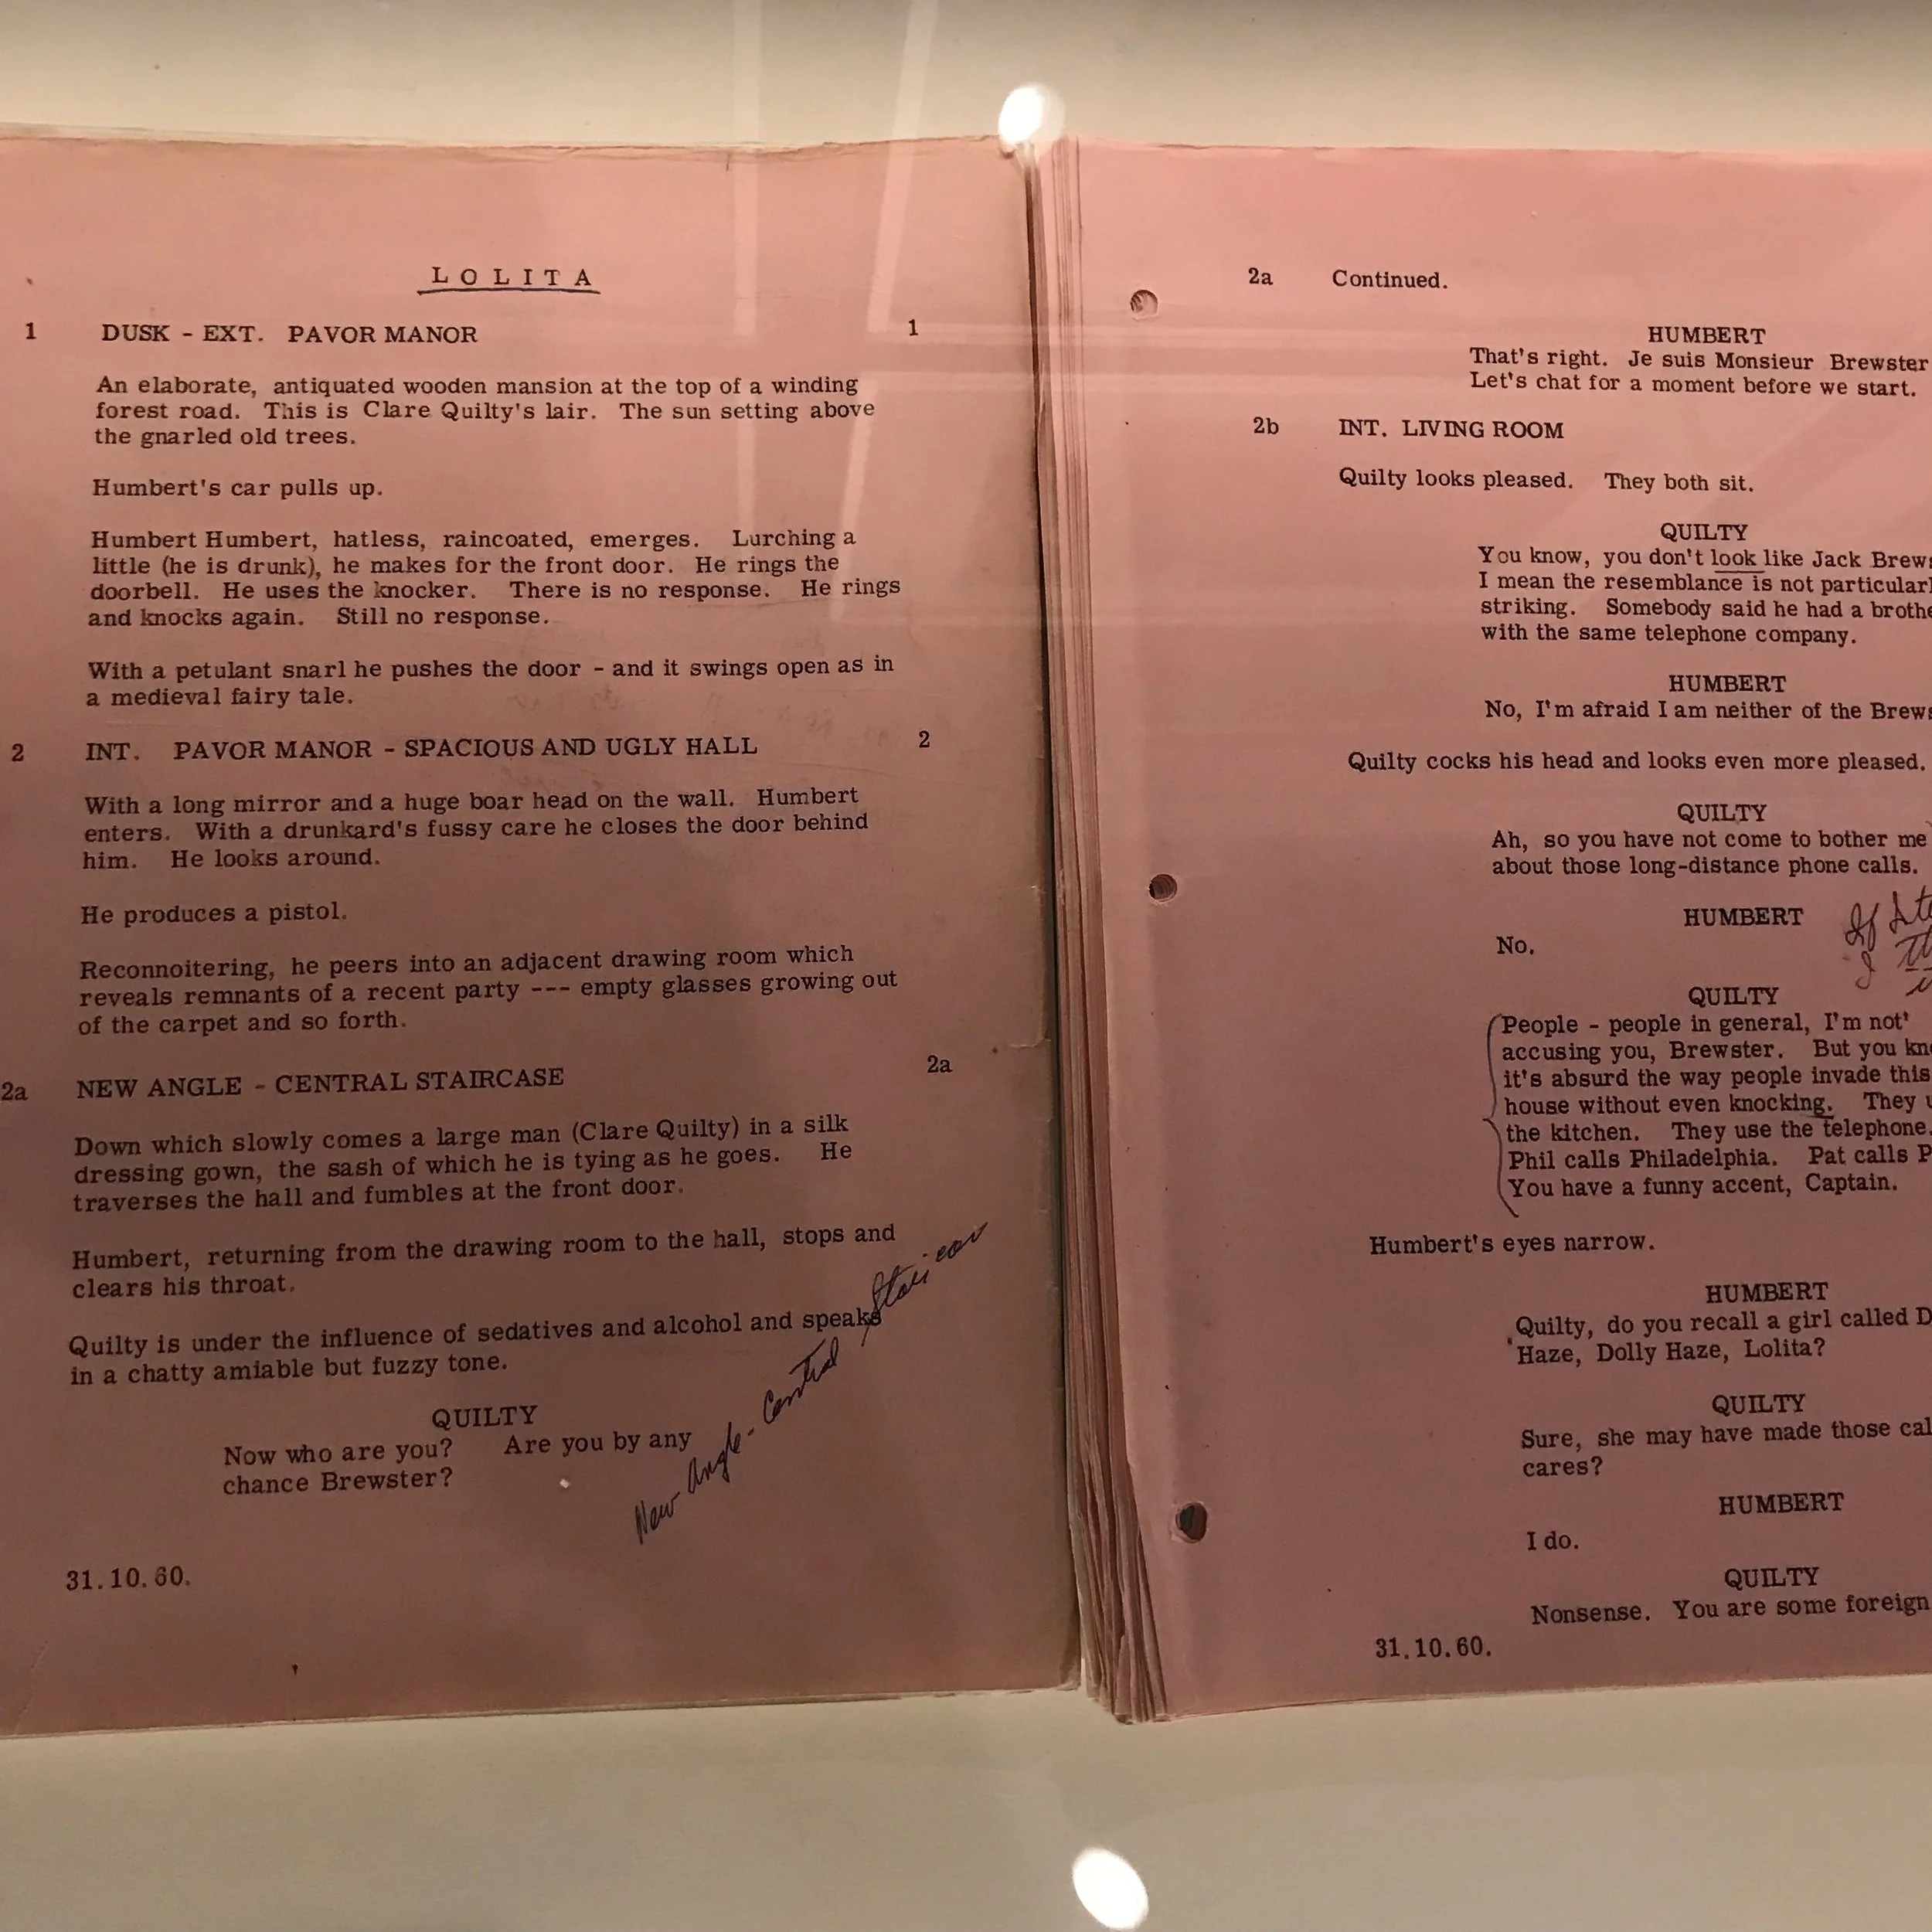 LOLITA
1 DUSK - EXT. PAVOR MANOR 1
An elaborate, antiquated wooden mansion at the top of a winding
forest road. This is Clare Quilty's lair. The sun setting above
the gnarled old trees.
Humbert's car pulls up.
Humbert Humbert, hatless, raincoated, emerges. Lurching a
little (he is drunk), he makes for the front door. He rings the
doorbell. He uses the knocker. There is no response. He rings
and knocks again. Still no response.
With a petulant snarl he pushes the door - and it swings open as in
a medieval fairy tale.
2 INT. PAVOR MANOR - SPACIOUS AND UGLY HALL 2
With a long mirror and a huge boar head on the wall. Humbert
enters. With a drunkard's fussy care he closes the door behind
him. He looks around.
He produces a pistol.
Reconnoitering, he peers into an adjacent drawing room which
reveals remnants of a recent party --- empty glasses growing out
of the carpet and so forth.
2a NEW ANGLE - CENTRAL STAIRCASE 2a
Down which slowly comes a large man (Clare Quilty) in a silk
dressing gown, the sash of which he is tying as he goes. He
traverses the hall and fumbles at the front door.
Humbert, returning from the drawing room to the hall, stops and
clears his throat.
Quilty is under the influence of sedatives and alcohol and speaks
in a chatty amiable but fuzzy tone.
QUILTY
Now who are you? Are you by any
chance Brewster?
New Angle - Central
31.10.60.
2a Continued.
HUMBERT
That's right. Je suis Monsieur Brewster
Let's chat for a moment before we start.
2b INT. LIVING ROOM
Quilty looks pleased. They both sit.
QUILTY
You know, you don't look like Jack
I mean the resemblance is not
striking. Somebody said he had a
with the same telephone company.
HUMBERT
No, I'm afraid I am neither of the
Quilty cocks his head and looks even more pleased.
QUILTY
Ah, so you have not come to bother me
about those long-distance phone calls.
HUMBERT
No.
QUILTY
People - people in general, I'm not
accusing you, Brewster. But you
it's absurd the way people invade this
house without even knocking. They
the kitchen. They use the telephone.
Phil calls Philadelphia. Pat calls
You have a funny accent, Captain.
Humbert's eyes narrow.
HUMBERT
Quilty, do you recall a girl called
Haze, Dolly Haze, Lolita?
QUILTY
Sure, she may have made those
cares?
HUMBERT
I do.
QUILTY
Nonsense. You are some foreign
31.10.60.